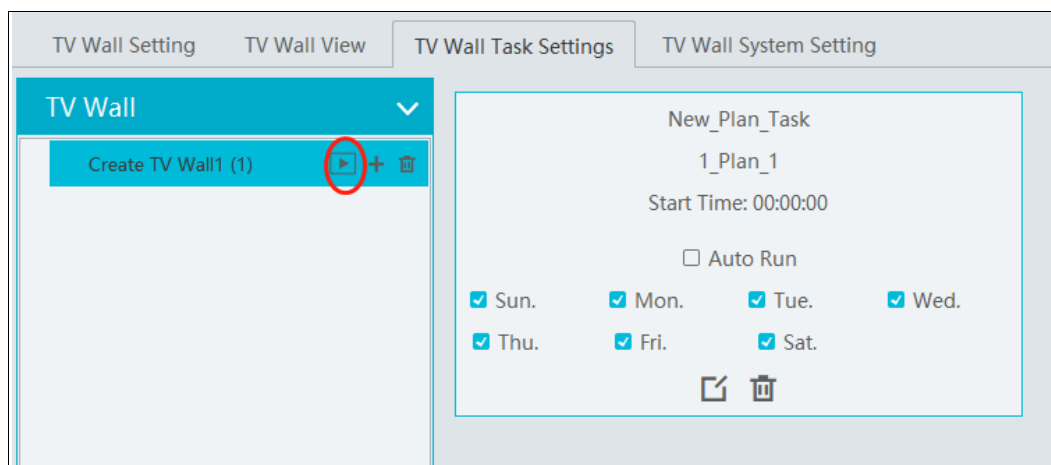 TV Wall Setting TV Wall View TV Wall Task Settings TV Wall System Setting
TV Wall
Create TV Wall1 (1)
New_Plan_Task
1_Plan_1
Start Time: 00:00:00
Auto Run
Sun. Mon. Tue. Wed.
Thu. Fri. Sat.